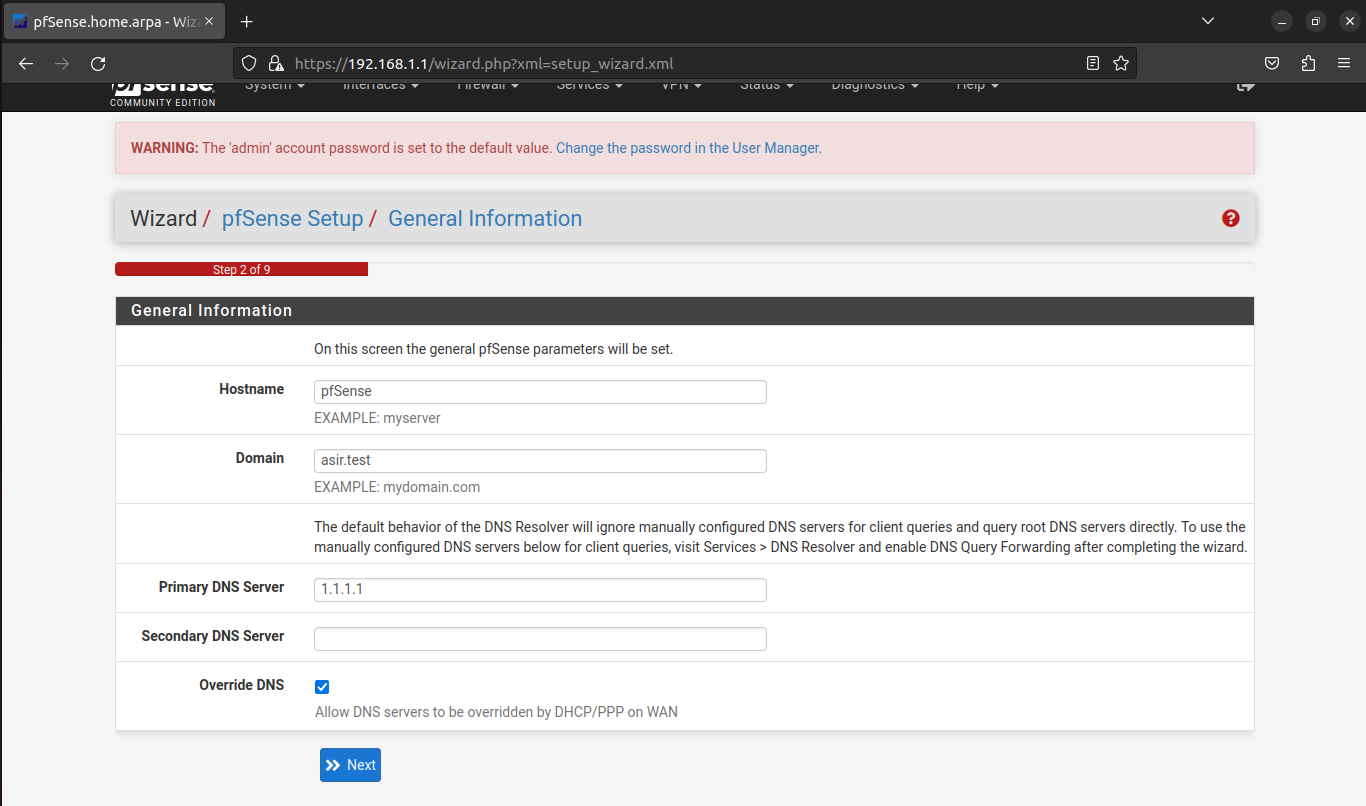 pfSense.home.arpa - Wiz
https://192.168.1.1/wizard.php?xml=setup_wizard.xml
pfsense
COMMUNITY EDITION
System
Interfaces
Firewall
Services
VPN
Status
Diagnostics
Help
WARNING: The 'admin' account password is set to the default value. Change the password in the User Manager.
Wizard / pfSense Setup / General Information
Step 2 of 9
General Information
On this screen the general pfSense parameters will be set.
Hostname
pfSense
EXAMPLE: myserver
Domain
asir.test
EXAMPLE: mydomain.com
The default behavior of the DNS Resolver will ignore manually configured DNS servers for client queries and query root DNS servers directly. To use the
manually configured DNS servers below for client queries, visit Services > DNS Resolver and enable DNS Query Forwarding after completing the wizard.
Primary DNS Server
1.1.1.1
Secondary DNS Server
Override DNS
Allow DNS servers to be overridden by DHCP/PPP on WAN
Next